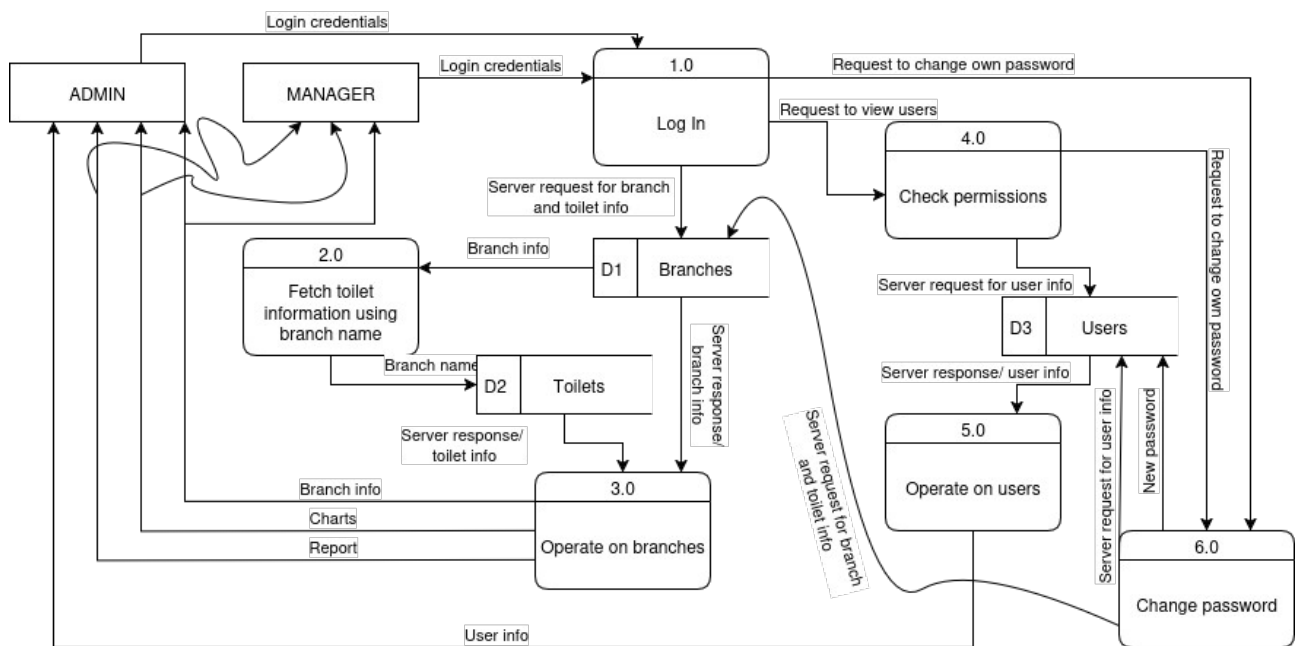 Login credentials
ADMIN
MANAGER
Login credentials
1.0
Log In
Request to change own password
Request to view users
4.0
Check permissions
Request to change own password
Server request for branch
and toilet info
2.0
Fetch toilet
information using
branch name
Branch info
D1
Branches
Server request for user info
D3
Users
Branch name
D2
Toilets
Server response/
branch info
Server response/ user info
Server response/
toilet info
5.0
Operate on users
Server request for branch
and toilet info
Server request for user info
New password
Branch info
Charts
Report
3.0
Operate on branches
6.0
Change password
User info